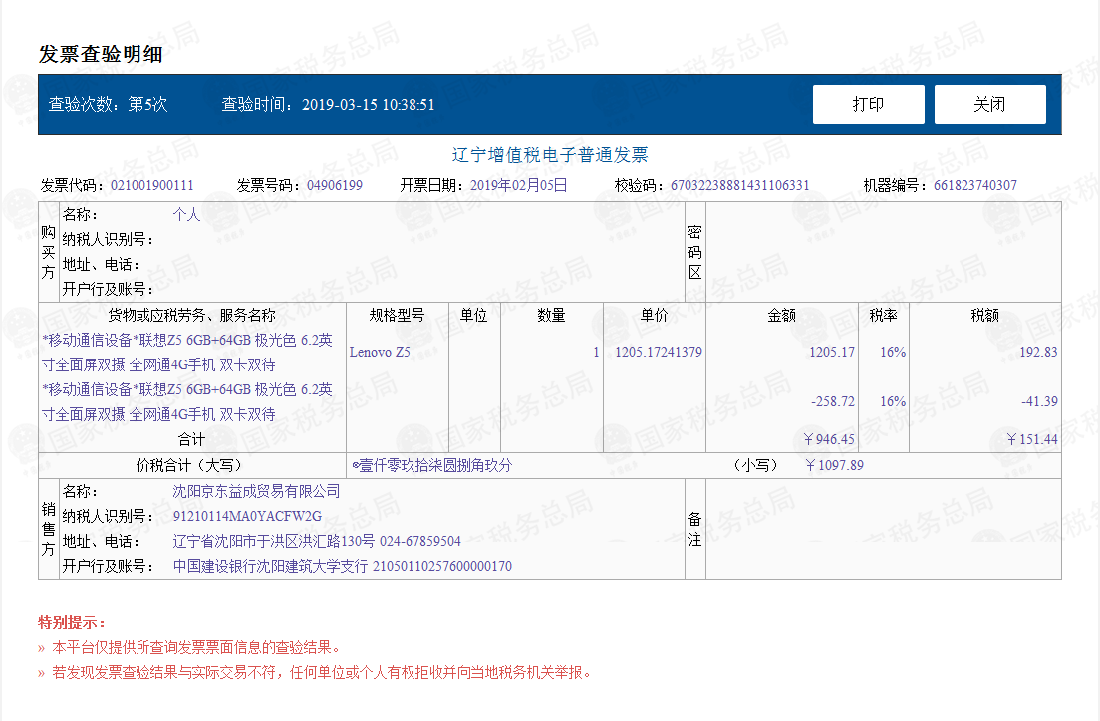 发票查验明细
查验次数：第5次 查验时间：2019-03-15 10:38:51 打印 关闭
辽宁增值税电子普通发票
发票代码：021001900111 发票号码：04906199 开票日期：2019年02月05日 校验码：67032238881431106331 机器编号：661823740307
购买方
名称： 个人
纳税人识别号：
地址、电话：
开户行及账号：
密码区
货物或应税劳务、服务名称 规格型号 单位 数量 单价 金额 税率 税额
*移动通信设备*联想Z5 6GB+64GB 极光色 6.2英
寸全面屏双摄 全网通4G手机 双卡双待
Lenovo Z5 1 1205.17241379 1205.17 16% 192.83
*移动通信设备*联想Z5 6GB+64GB 极光色 6.2英
寸全面屏双摄 全网通4G手机 双卡双待
-258.72 16% -41.39
合计 ￥946.45 ￥151.44
价税合计（大写） ⊗壹仟零玖拾柒圆捌角玖分 （小写） ￥1097.89
销售方
名称： 沈阳京东益成贸易有限公司
纳税人识别号： 91210114MA0YACFW2G
地址、电话： 辽宁省沈阳市于洪区洪汇路130号 024-67859504
开户行及账号： 中国建设银行沈阳建筑大学支行 21050110257600000170
备注
特别提示：
» 本平台仅提供所查询发票票面信息的查验结果。
» 若发现发票查验结果与实际交易不符，任何单位或个人有权拒收并向当地税务机关举报。
国家税务总局